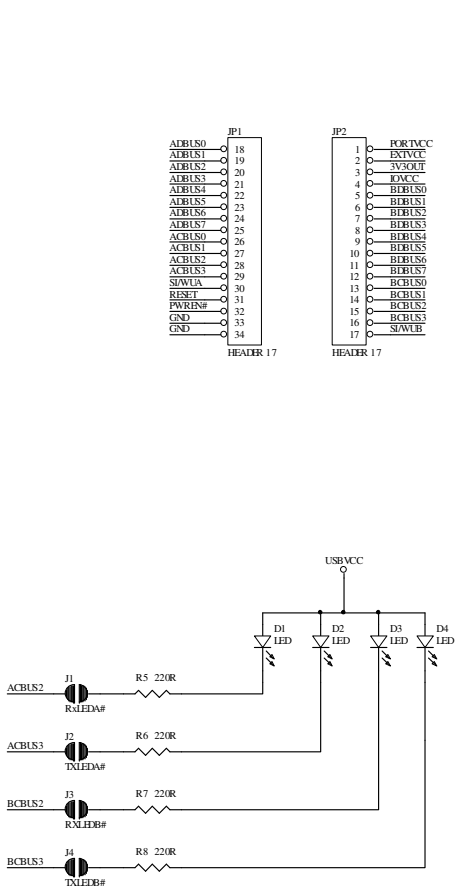 JP1
ADBUS0 18
ADBUS1 19
ADBUS2 20
ADBUS3 21
ADBUS4 22
ADBUS5 23
ADBUS6 24
ADBUS7 25
ACBUS0 26
ACBUS1 27
ACBUS2 28
ACBUS3 29
SI/WUA 30
RESET 31
PWREN# 32
GND 33
GND 34
HEADER 17
JP2
1 PORTVCC
2 EXTVCC
3 3V3OUT
4 IOVCC
5 BDBUS0
6 BDBUS1
7 BDBUS2
8 BDBUS3
9 BDBUS4
10 BDBUS5
11 BDBUS6
12 BDBUS7
13 BCBUS0
14 BCBUS1
15 BCBUS2
16 BCBUS3
17 SI/WUB
HEADER 17
USBVCC
D1 LED
D2 LED
D3 LED
D4 LED
ACBUS2
J1
RxLEDA#
R5 220R
ACBUS3
J2
TXLEDA#
R6 220R
BCBUS2
J3
RXLEDB#
R7 220R
BCBUS3
J4
TXLEDB#
R8 220R